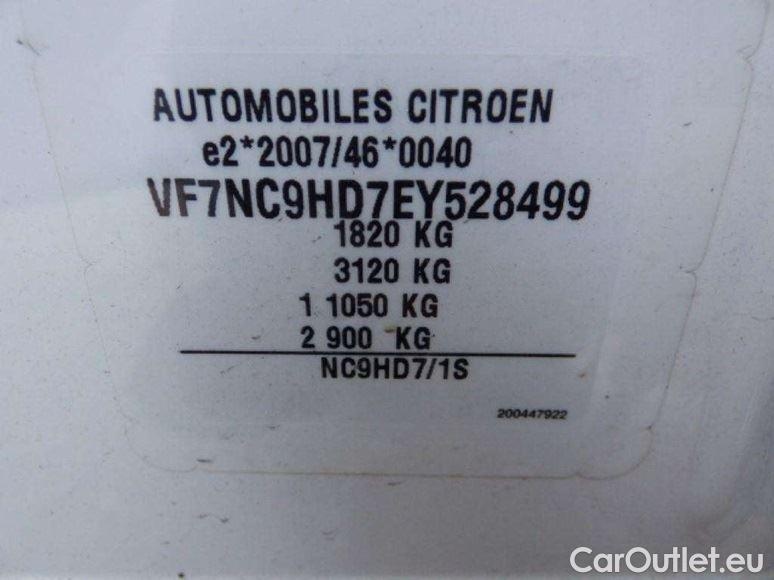 AUTOMOBILES CITROEN
e2*2007/46*0040
VF7NC9HD7EY528499
1820 KG
3120 KG
1 1050 KG
2 900 KG
NC9HD7/1S
200447922
CarOutlet.eu